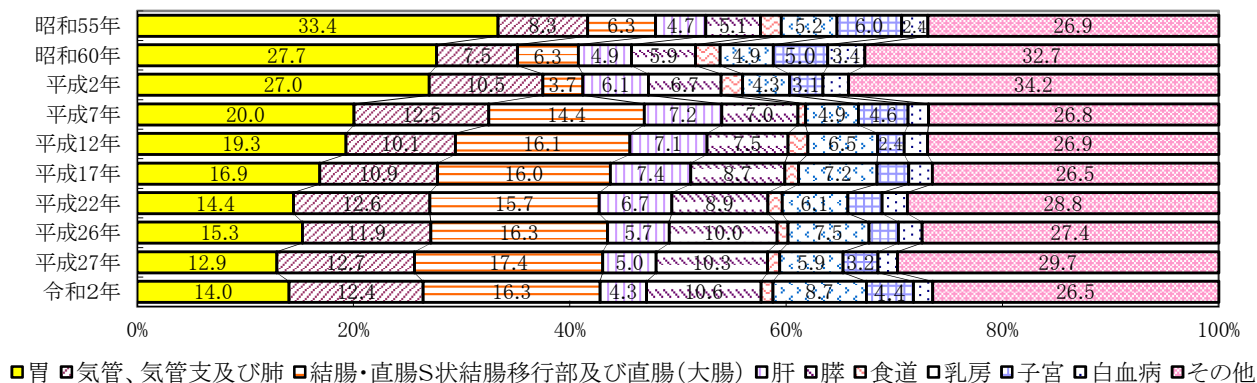 昭和55年 33.4 8.3 6.3 4.7 5.1 5.2 6.0 2.4 26.9
昭和60年 27.7 7.5 6.3 4.9 5.9 4.9 5.0 3.4 32.7
平成2年 27.0 10.5 3.7 6.1 6.7 4.3 3.1 34.2
平成7年 20.0 12.5 14.4 7.2 7.0 4.9 4.6 26.8
平成12年 19.3 10.1 16.1 7.1 7.5 6.5 2.4 26.9
平成17年 16.9 10.9 16.0 7.4 8.7 7.2 26.5
平成22年 14.4 12.6 15.7 6.7 8.9 6.1 28.8
平成26年 15.3 11.9 16.3 5.7 10.0 7.5 27.4
平成27年 12.9 12.7 17.4 5.0 10.3 5.9 3.2 29.7
令和2年 14.0 12.4 16.3 4.3 10.6 8.7 4.4 26.5
0% 20% 40% 60% 80% 100%
胃 気管、気管支及び肺 結腸・直腸S状結腸移行部及び直腸(大腸) 肝 膵 食道 乳房 子宮 白血病 その他